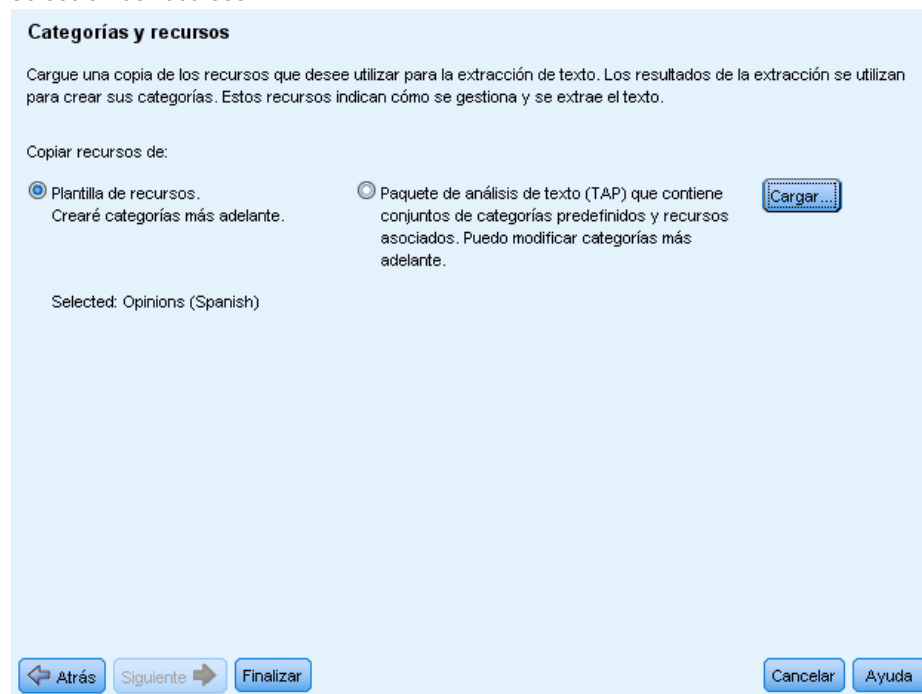 Categorías y recursos
Cargue una copia de los recursos que desee utilizar para la extracción de texto. Los resultados de la extracción se utilizan
para crear sus categorías. Estos recursos indican cómo se gestiona y se extrae el texto.
Copiar recursos de:
Plantilla de recursos.
Crearé categorías más adelante.
Paquete de análisis de texto (TAP) que contiene
conjuntos de categorías predefinidos y recursos
asociados. Puedo modificar categorías más
adelante.
Cargar...
Selected: Opinions (Spanish)
Atrás
Siguiente
Finalizar
Cancelar
Ayuda